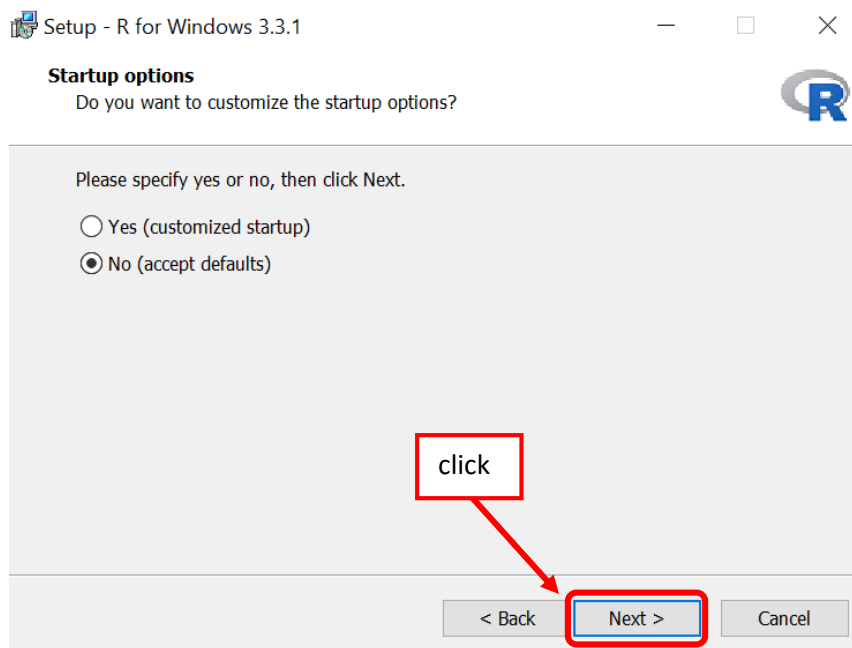 Setup - R for Windows 3.3.1
Startup options
Do you want to customize the startup options?
R
Please specify yes or no, then click Next.
Yes (customized startup)
No (accept defaults)
click
< Back Next > Cancel